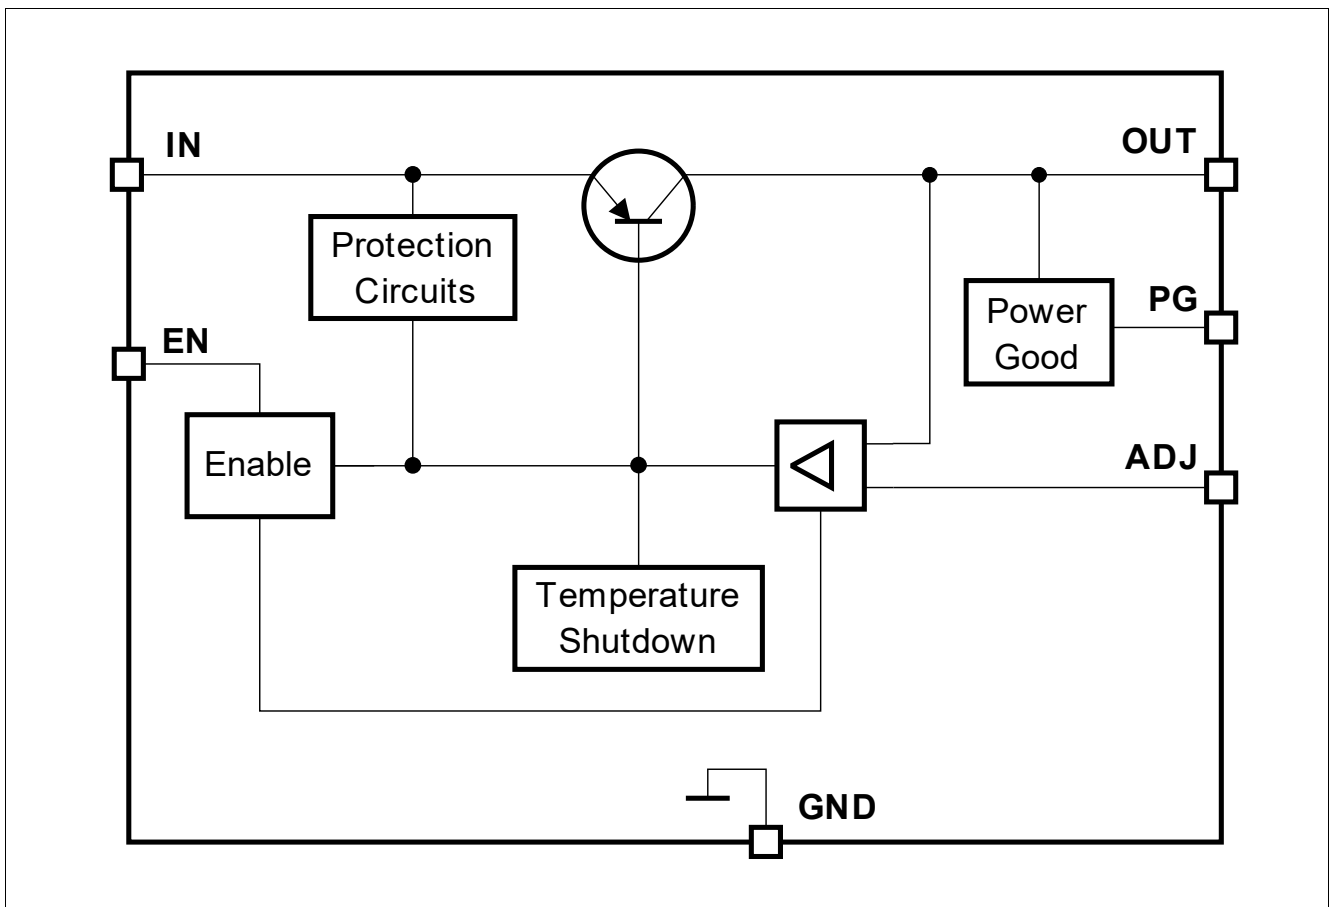 IN
OUT
Protection
Circuits
EN
PG
Power
Good
Enable
ADJ
Temperature
Shutdown
GND